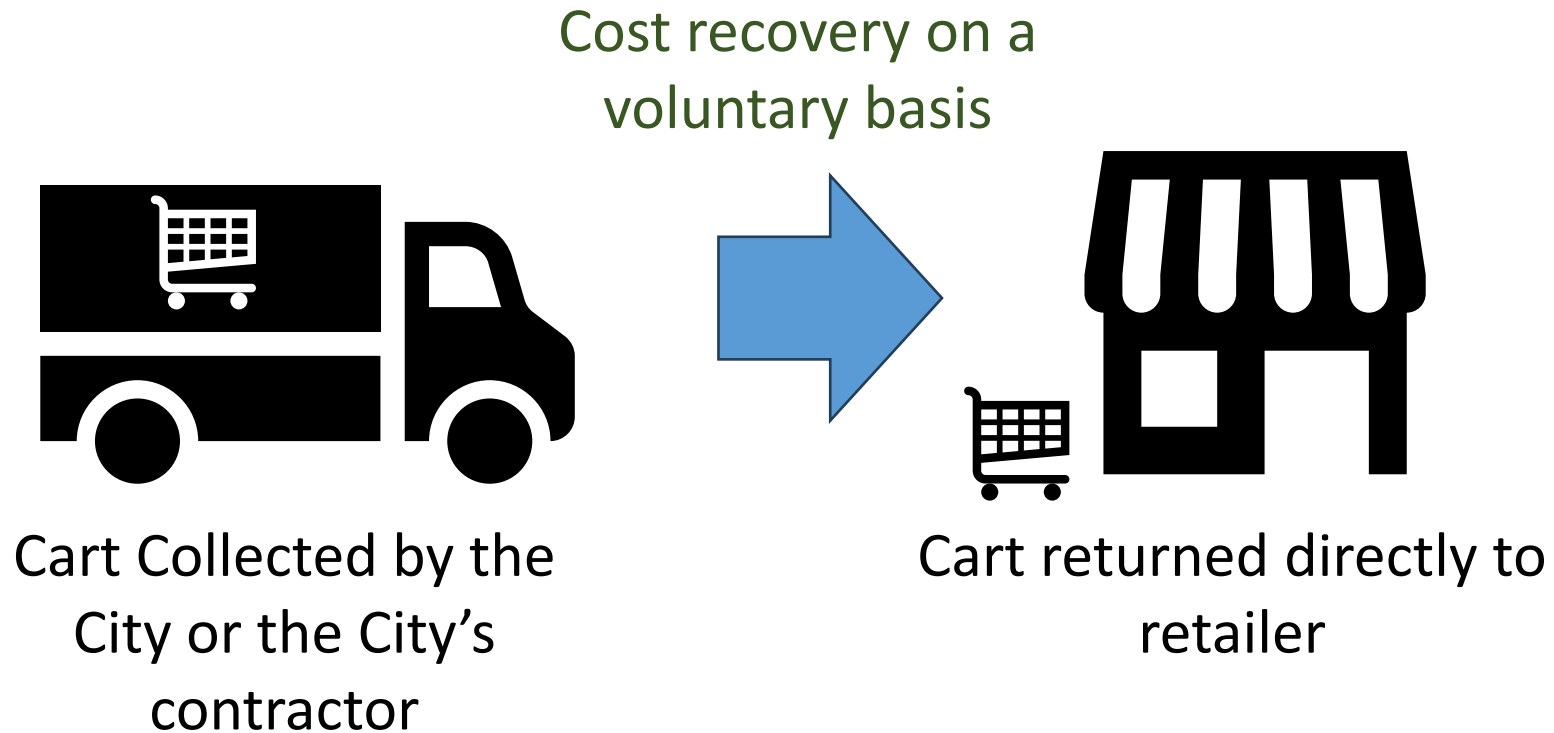 Cost recovery on a
voluntary basis
Cart Collected by the
City or the City’s
contractor
Cart returned directly to
retailer